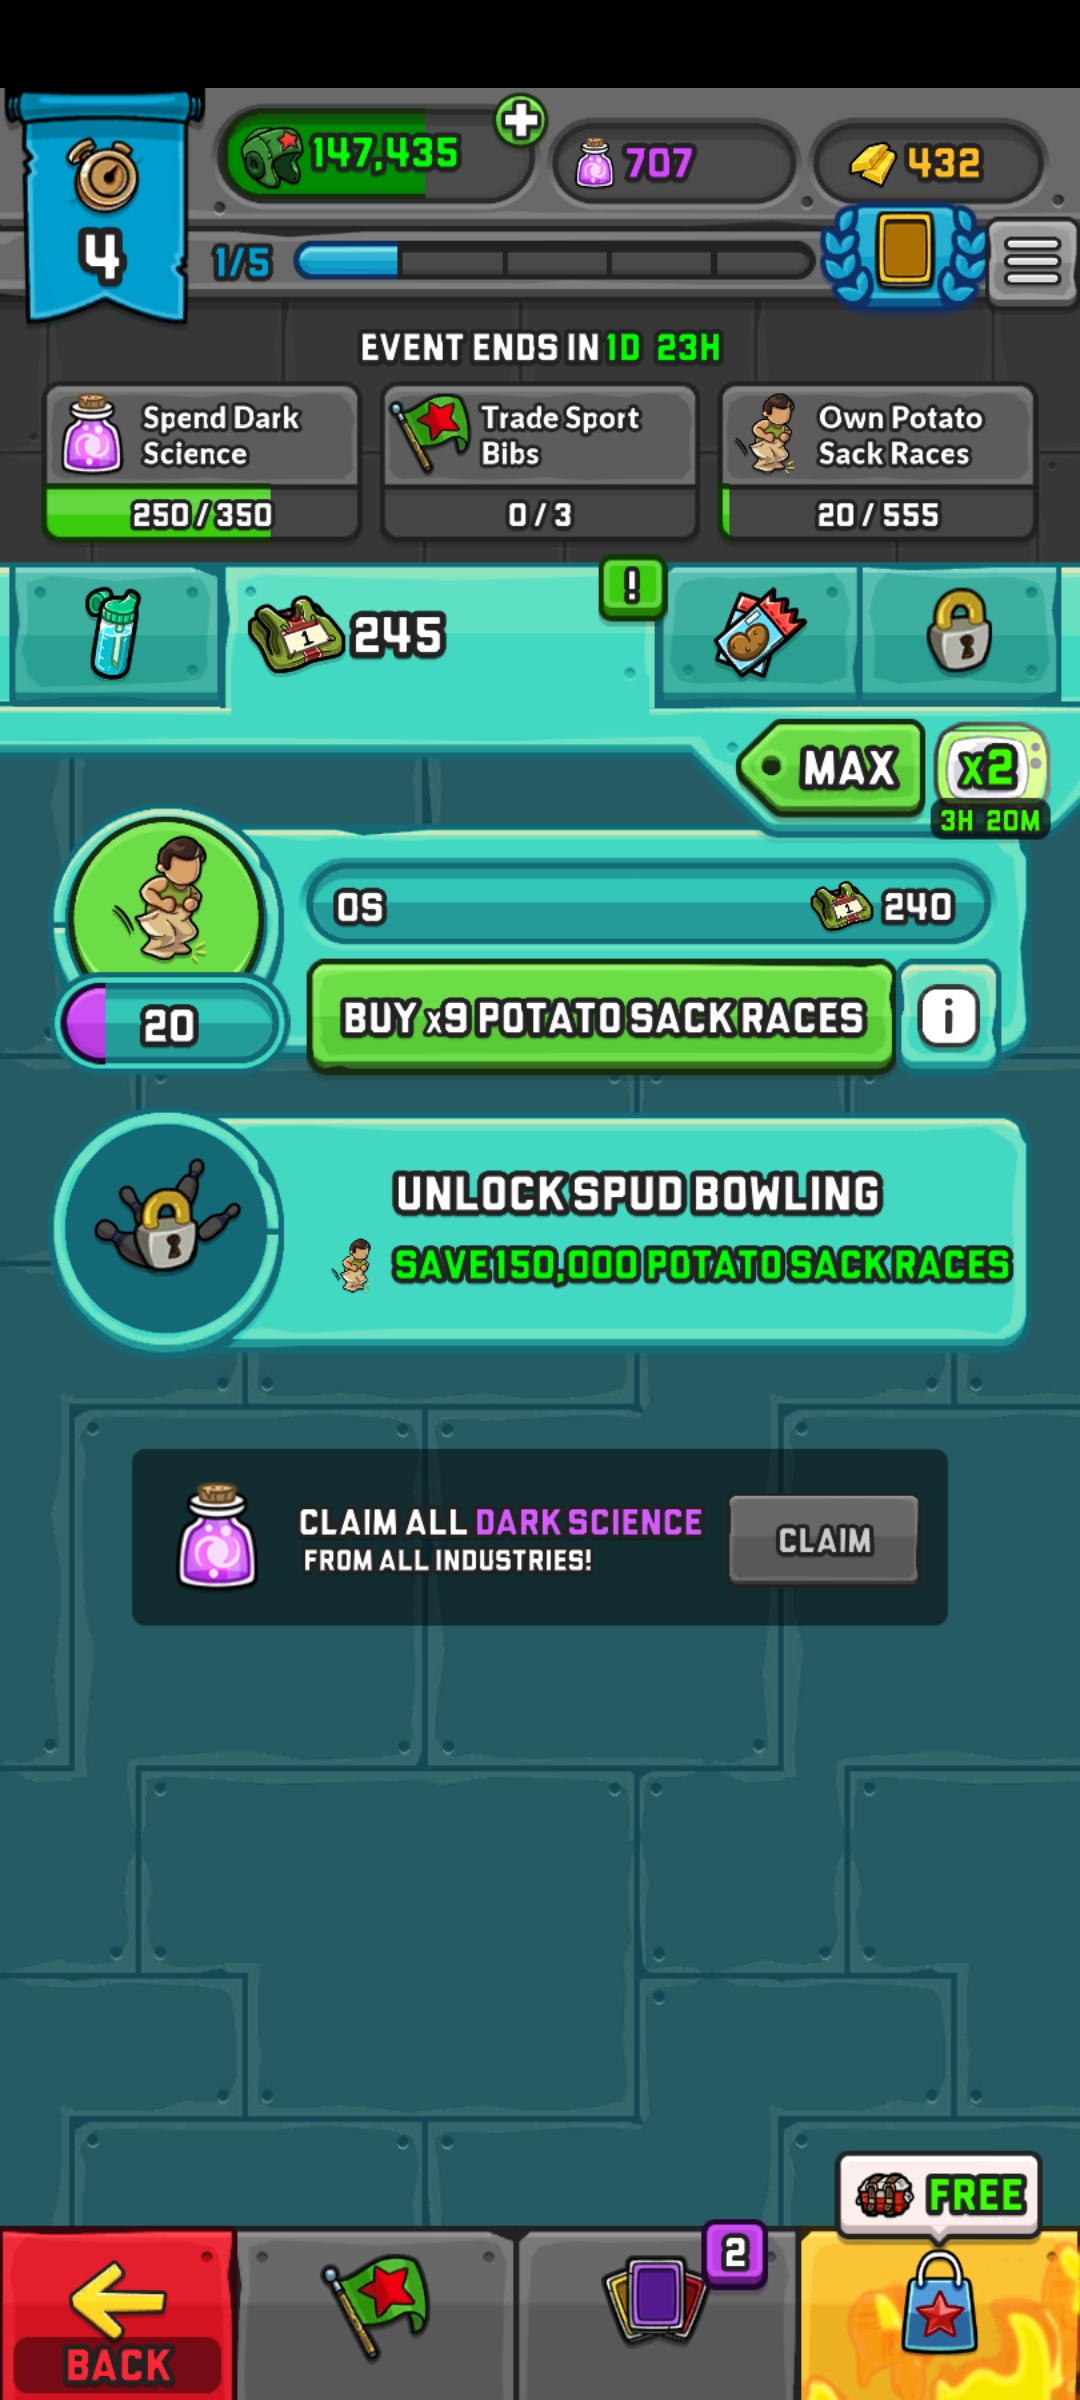 147,435
707
432
4
1/5
EVENT ENDS IN 1D 23H
Spend Dark
Science
250/350
Trade Sport
Bibs
0/3
Own Potato
Sack Races
20/555
1
245
!
MAX
x2
3H 20M
0S
1
240
20
BUY x9 POTATO SACK RACES
i
UNLOCK SPUD BOWLING
SAVE 150,000 POTATO SACK RACES
CLAIM ALL DARK SCIENCE
FROM ALL INDUSTRIES!
CLAIM
FREE
2
BACK